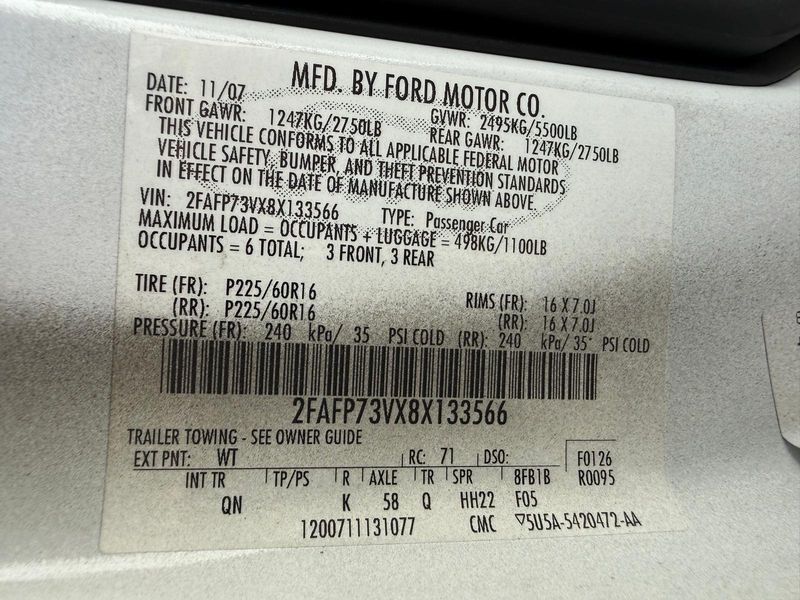 MFD. BY FORD MOTOR CO.
DATE: 11/07 GVWR: 2495KG/5500LB
FRONT GAWR: 1247KG/2750LB REAR GAWR: 1247KG/2750LB
THIS VEHICLE CONFORMS TO ALL APPLICABLE FEDERAL MOTOR
VEHICLE SAFETY, BUMPER, AND THEFT PREVENTION STANDARDS
IN EFFECT ON THE DATE OF MANUFACTURE SHOWN ABOVE.
VIN: 2FAFP73VX8X133566 TYPE: Passenger Car
MAXIMUM LOAD = OCCUPANTS + LUGGAGE = 498KG/1100LB
OCCUPANTS = 6 TOTAL; 3 FRONT, 3 REAR
TIRE (FR): P225/60R16 RIMS (FR): 16 X 7.0J
(RR): P225/60R16 (RR): 16 X 7.0J
PRESSURE (FR): 240 kPa/ 35 PSI COLD (RR): 240 kPa/ 35 PSI COLD
2FAFP73VX8X133566
TRAILER TOWING - SEE OWNER GUIDE
EXT PNT: WT RC: 71 DSO: F0126
INT TR TP/PS R AXLE TR SPR 8FB1B R0095
QN K 58 Q HH22 F05
1200711131077 CMC ▽5U5A-5420472-AA